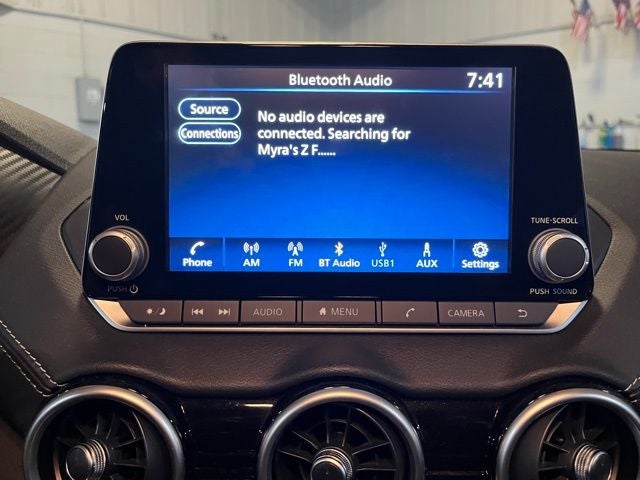 Bluetooth Audio
7:41
Source
Connections
No audio devices are
connected. Searching for
Myra's Z F......
VOL
PUSH
TUNE·SCROLL
PUSH SOUND
Phone
AM
FM
BT Audio
USB1
AUX
Settings
AUDIO
MENU
CAMERA